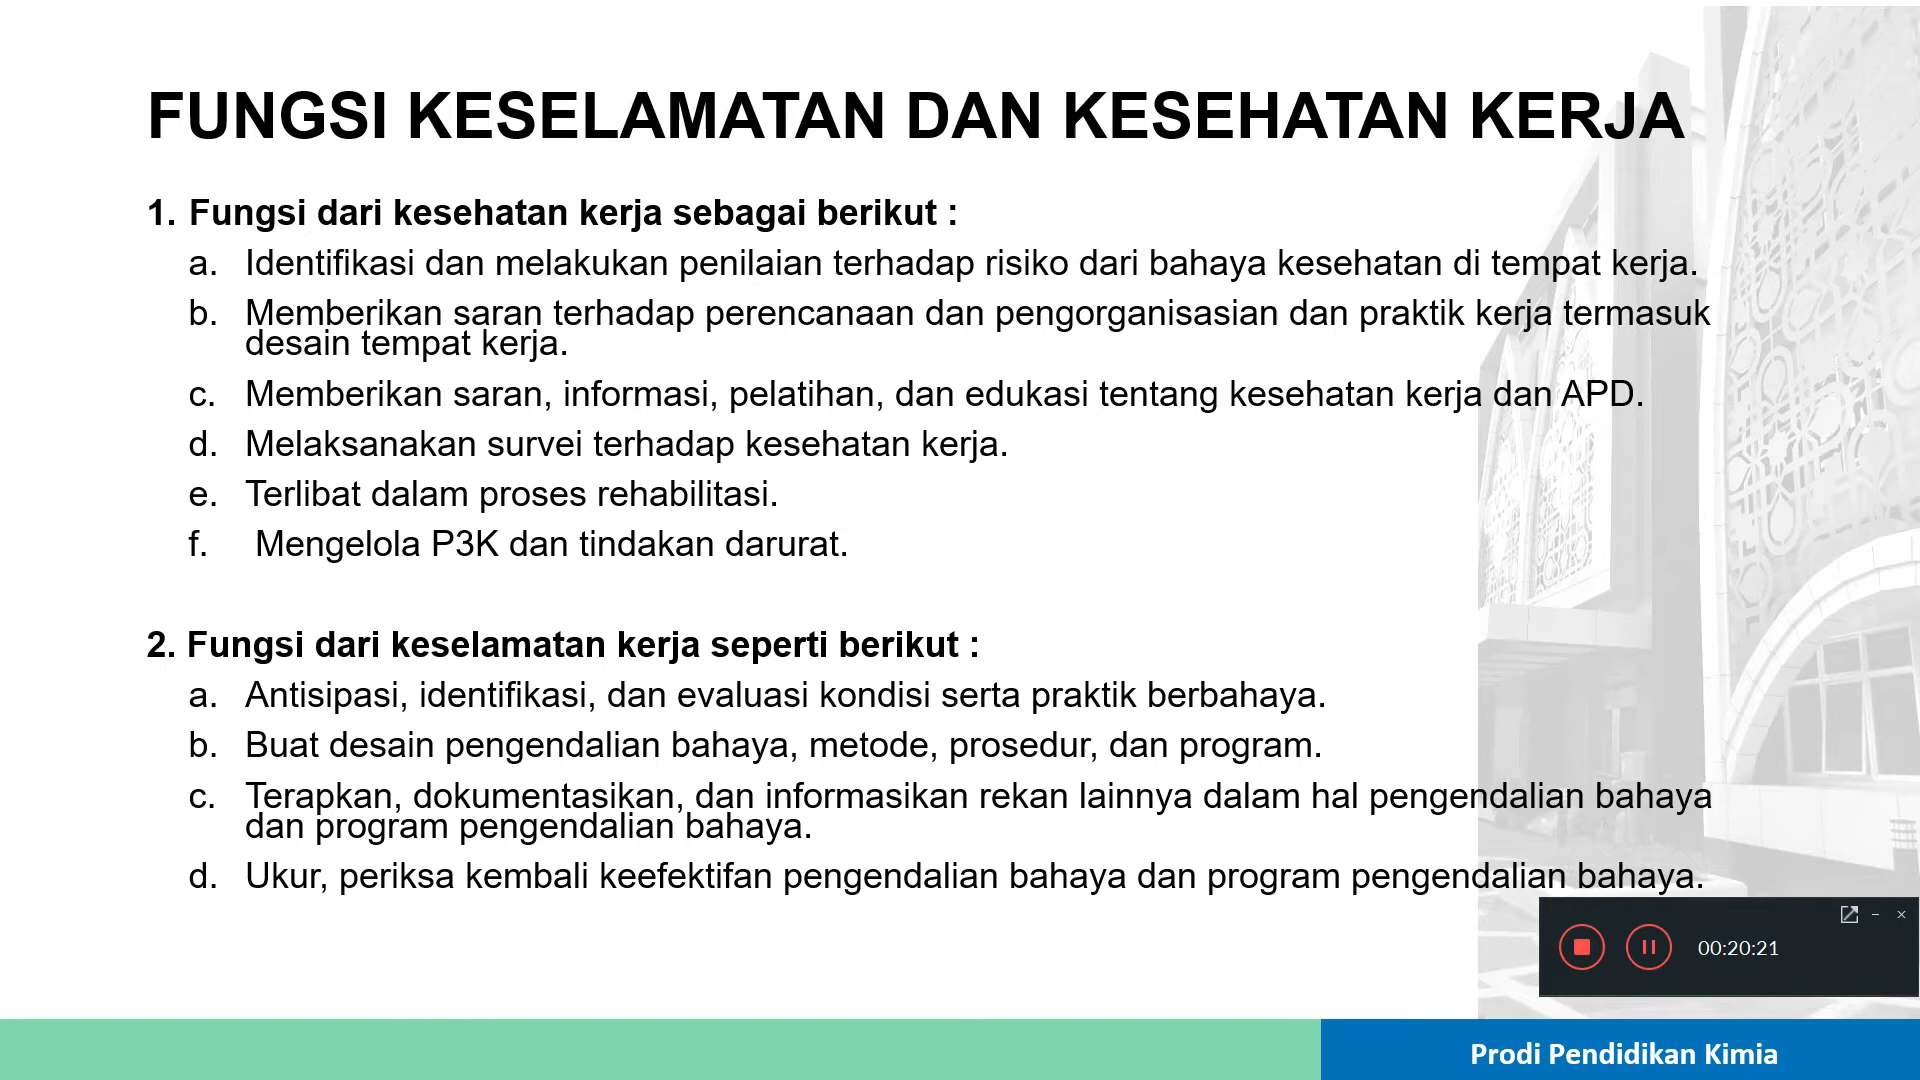 FUNGSI KESELAMATAN DAN KESEHATAN KERJA
1. Fungsi dari kesehatan kerja sebagai berikut :
a. Identifikasi dan melakukan penilaian terhadap risiko dari bahaya kesehatan di tempat kerja.
b. Memberikan saran terhadap perencanaan dan pengorganisasian dan praktik kerja termasuk
desain tempat kerja.
c. Memberikan saran, informasi, pelatihan, dan edukasi tentang kesehatan kerja dan APD.
d. Melaksanakan survei terhadap kesehatan kerja.
e. Terlibat dalam proses rehabilitasi.
f. Mengelola P3K dan tindakan darurat.
2. Fungsi dari keselamatan kerja seperti berikut :
a. Antisipasi, identifikasi, dan evaluasi kondisi serta praktik berbahaya.
b. Buat desain pengendalian bahaya, metode, prosedur, dan program.
c. Terapkan, dokumentasikan, dan informasikan rekan lainnya dalam hal pengendalian bahaya
dan program pengendalian bahaya.
d. Ukur, periksa kembali keefektifan pengendalian bahaya dan program pengendalian bahaya.
00:20:21
Prodi Pendidikan Kimia